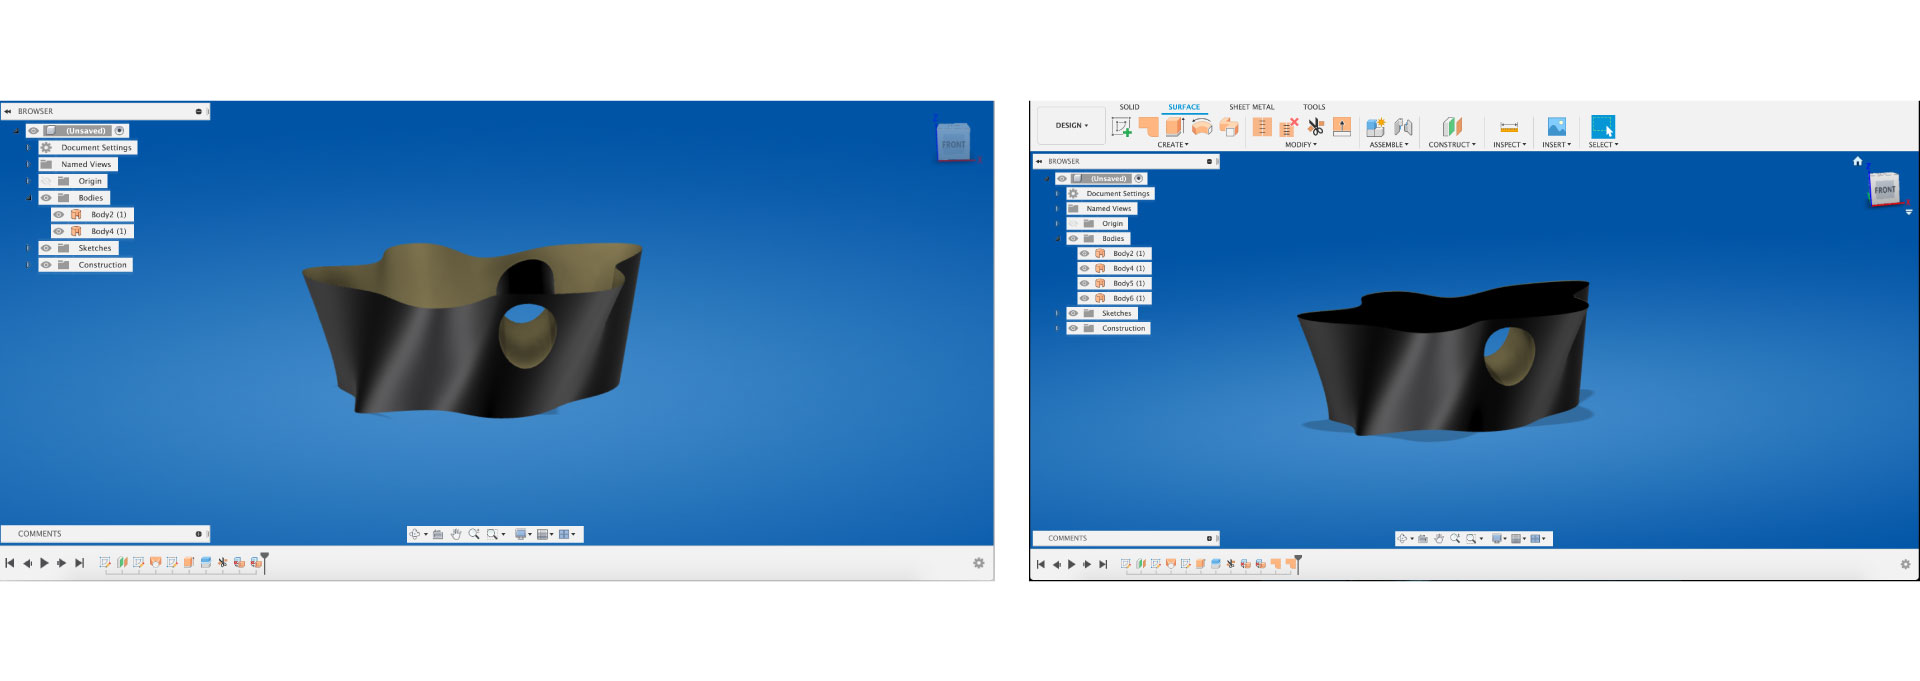 BROWSER
(Unsaved)
FRONT
Document Settings
Named Views
Origin
Bodies
Body2 (1)
Body4 (1)
Sketches
Construction
COMMENTS
SOLID SURFACE SHEET METAL TOOLS
DESIGN
CREATE MODIFY ASSEMBLE CONSTRUCT INSPECT INSERT SELECT
BROWSER
(Unsaved)
FRONT
Document Settings
Named Views
Origin
Bodies
Body2 (1)
Body4 (1)
Body5 (1)
Body6 (1)
Sketches
Construction
COMMENTS